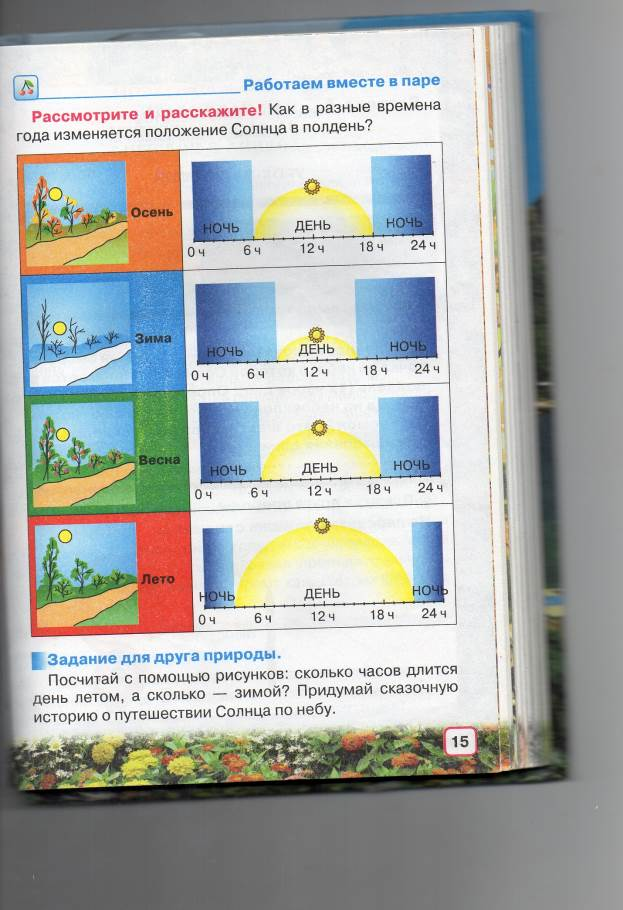 Работаем вместе в паре
Рассмотрите и расскажите! Как в разные времена
года изменяется положение Солнца в полдень?
Осень
НОЧЬ ДЕНЬ НОЧЬ
0 ч 6 ч 12 ч 18 ч 24 ч
Зима
НОЧЬ ДЕНЬ НОЧЬ
0 ч 6 ч 12 ч 18 ч 24 ч
Весна
НОЧЬ ДЕНЬ НОЧЬ
0 ч 6 ч 12 ч 18 ч 24 ч
Лето
НОЧЬ ДЕНЬ НОЧЬ
0 ч 6 ч 12 ч 18 ч 24 ч
Задание для друга природы.
Посчитай с помощью рисунков: сколько часов длится
день летом, а сколько — зимой? Придумай сказочную
историю о путешествии Солнца по небу.
15